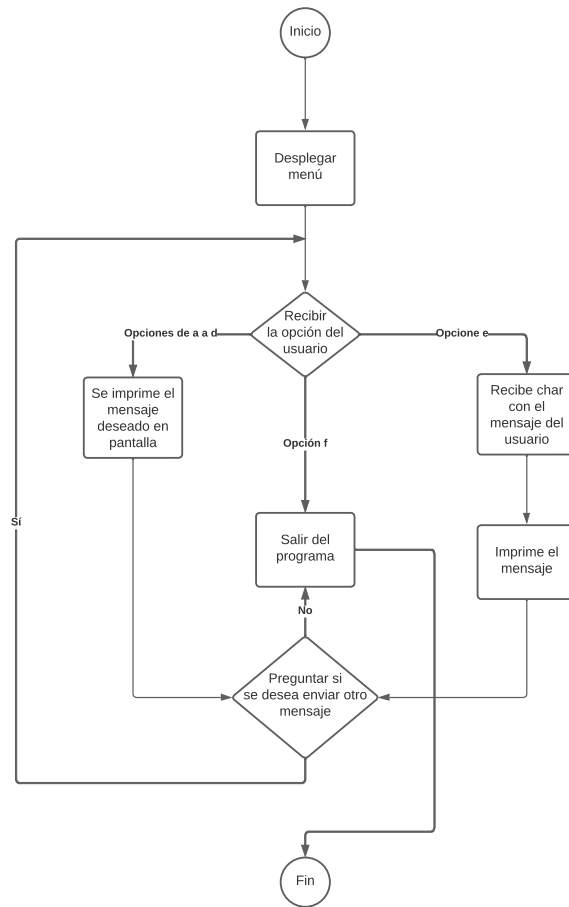 Inicio
Desplegar
menú
Recibir
la opción del
usuario
Opciones de a a d
Opcione e
Se imprime el
mensaje
deseado en
pantalla
Recibe char
con el
mensaje del
usuario
Opción f
Sí
Salir del
programa
Imprime el
mensaje
No
Preguntar si
se desea enviar otro
mensaje
Fin